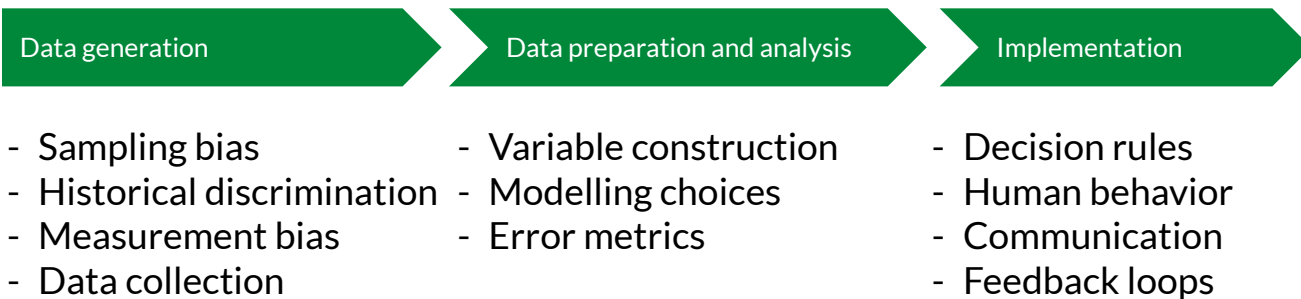 Data generation
Data preparation and analysis
Implementation
- Sampling bias
- Historical discrimination
- Measurement bias
- Data collection
- Variable construction
- Modelling choices
- Error metrics
- Decision rules
- Human behavior
- Communication
- Feedback loops